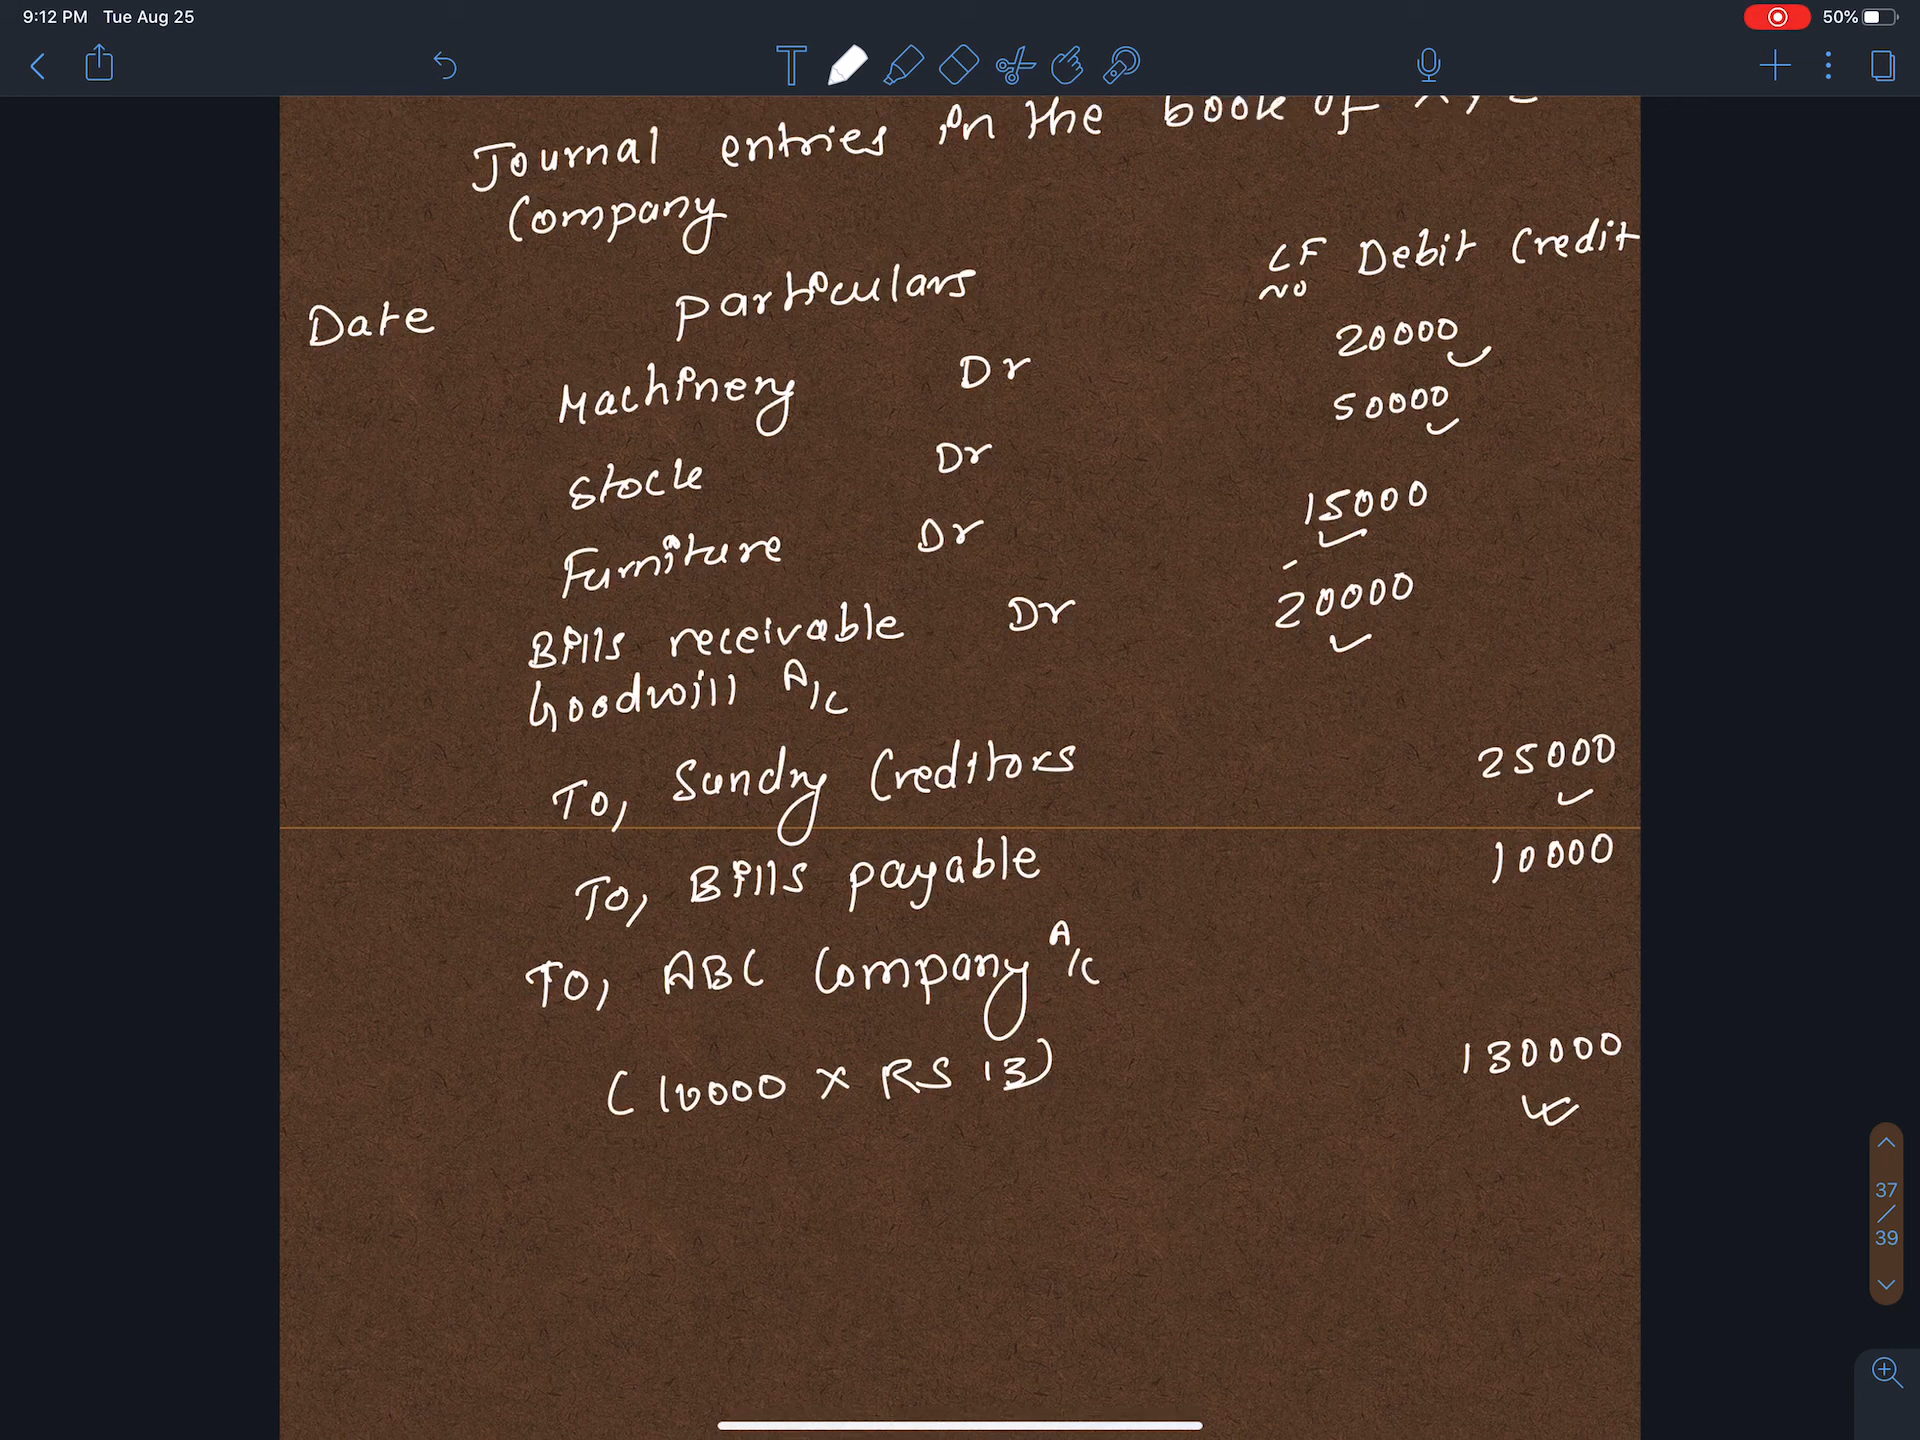 9:12 PM Tue Aug 25
50%
Journal entries in the book of
Company
Date Particulars LF NO Debit Credit
Machinery Dr 20000
Stock Dr 50000
Furniture Dr 15000
Bills receivable Dr 20000
Goodwill A/c
To, Sundry Creditors 25000
To, Bills payable 10000
To, ABC Company A/c
(10000 X RS 13) 130000
37
/
39